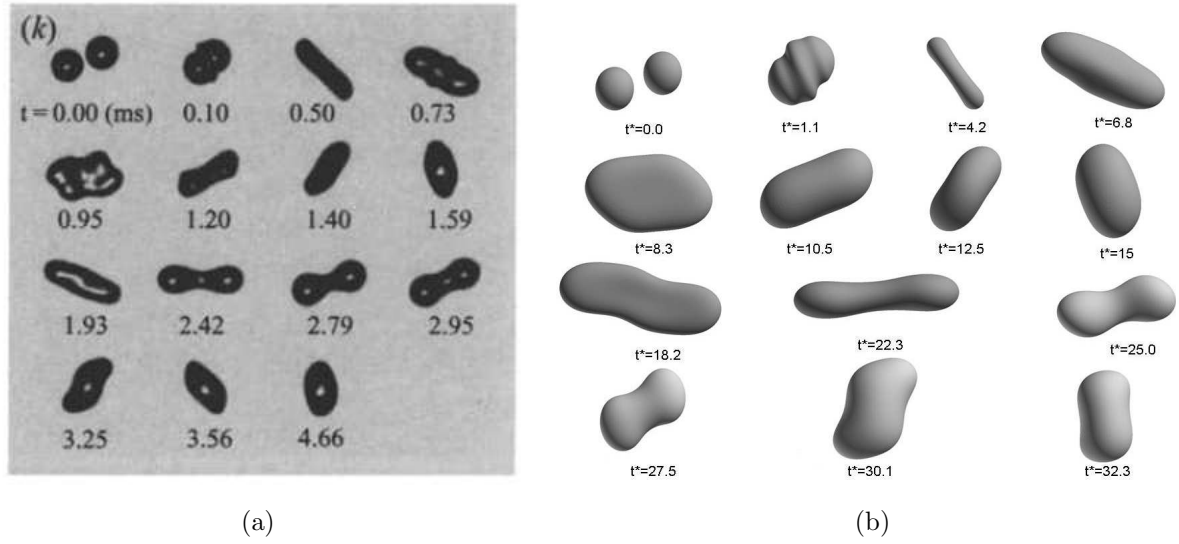 (k)
t = 0.00 (ms) 0.10 0.50 0.73
0.95 1.20 1.40 1.59
1.93 2.42 2.79 2.95
3.25 3.56 4.66
t*=0.0 t*=1.1 t*=4.2 t*=6.8
t*=8.3 t*=10.5 t*=12.5 t*=15
t*=18.2 t*=22.3 t*=25.0
t*=27.5 t*=30.1 t*=32.3
(a) (b)